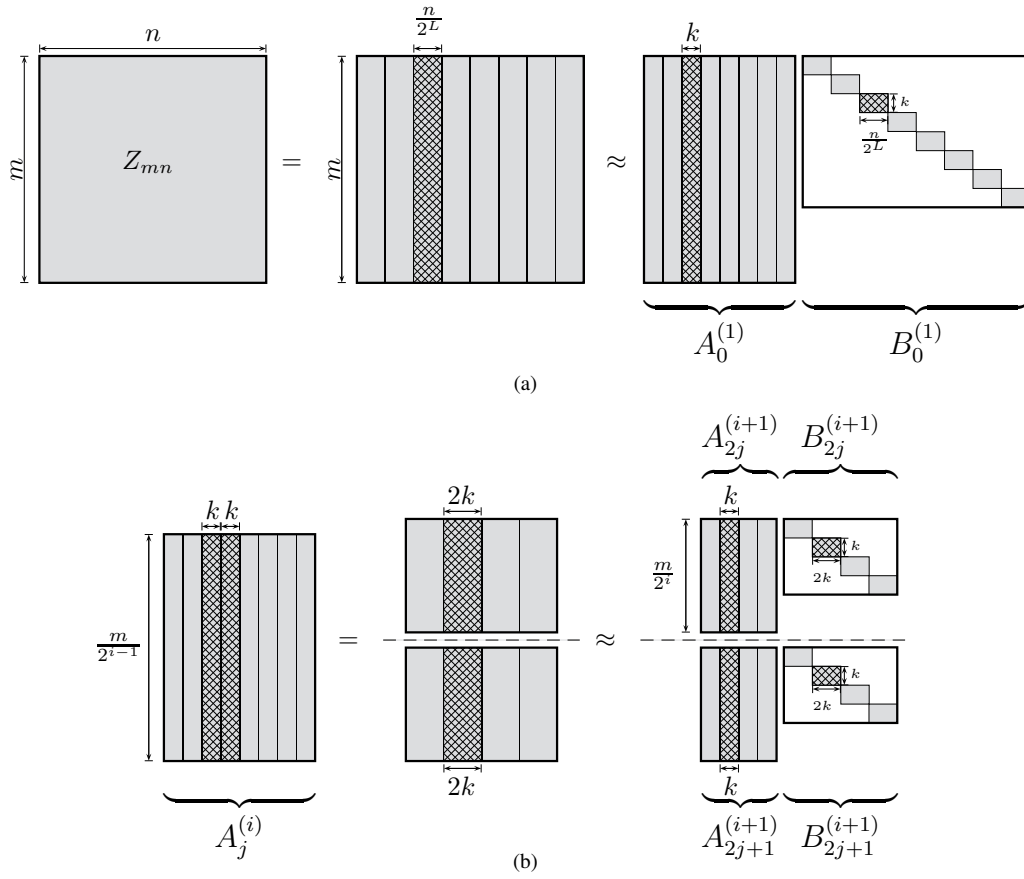 n
n/2^L
k
m
Z_{mn}
=
m
≈
k
n/2^L
A_0^{(1)}
B_0^{(1)}
(a)
A_{2j}^{(i+1)} B_{2j}^{(i+1)}
k k
2k
k
m/2^{i-1}
=
≈
m/2^i
k
2k
k
2k
2k
k
A_j^{(i)}
A_{2j+1}^{(i+1)} B_{2j+1}^{(i+1)}
(b)